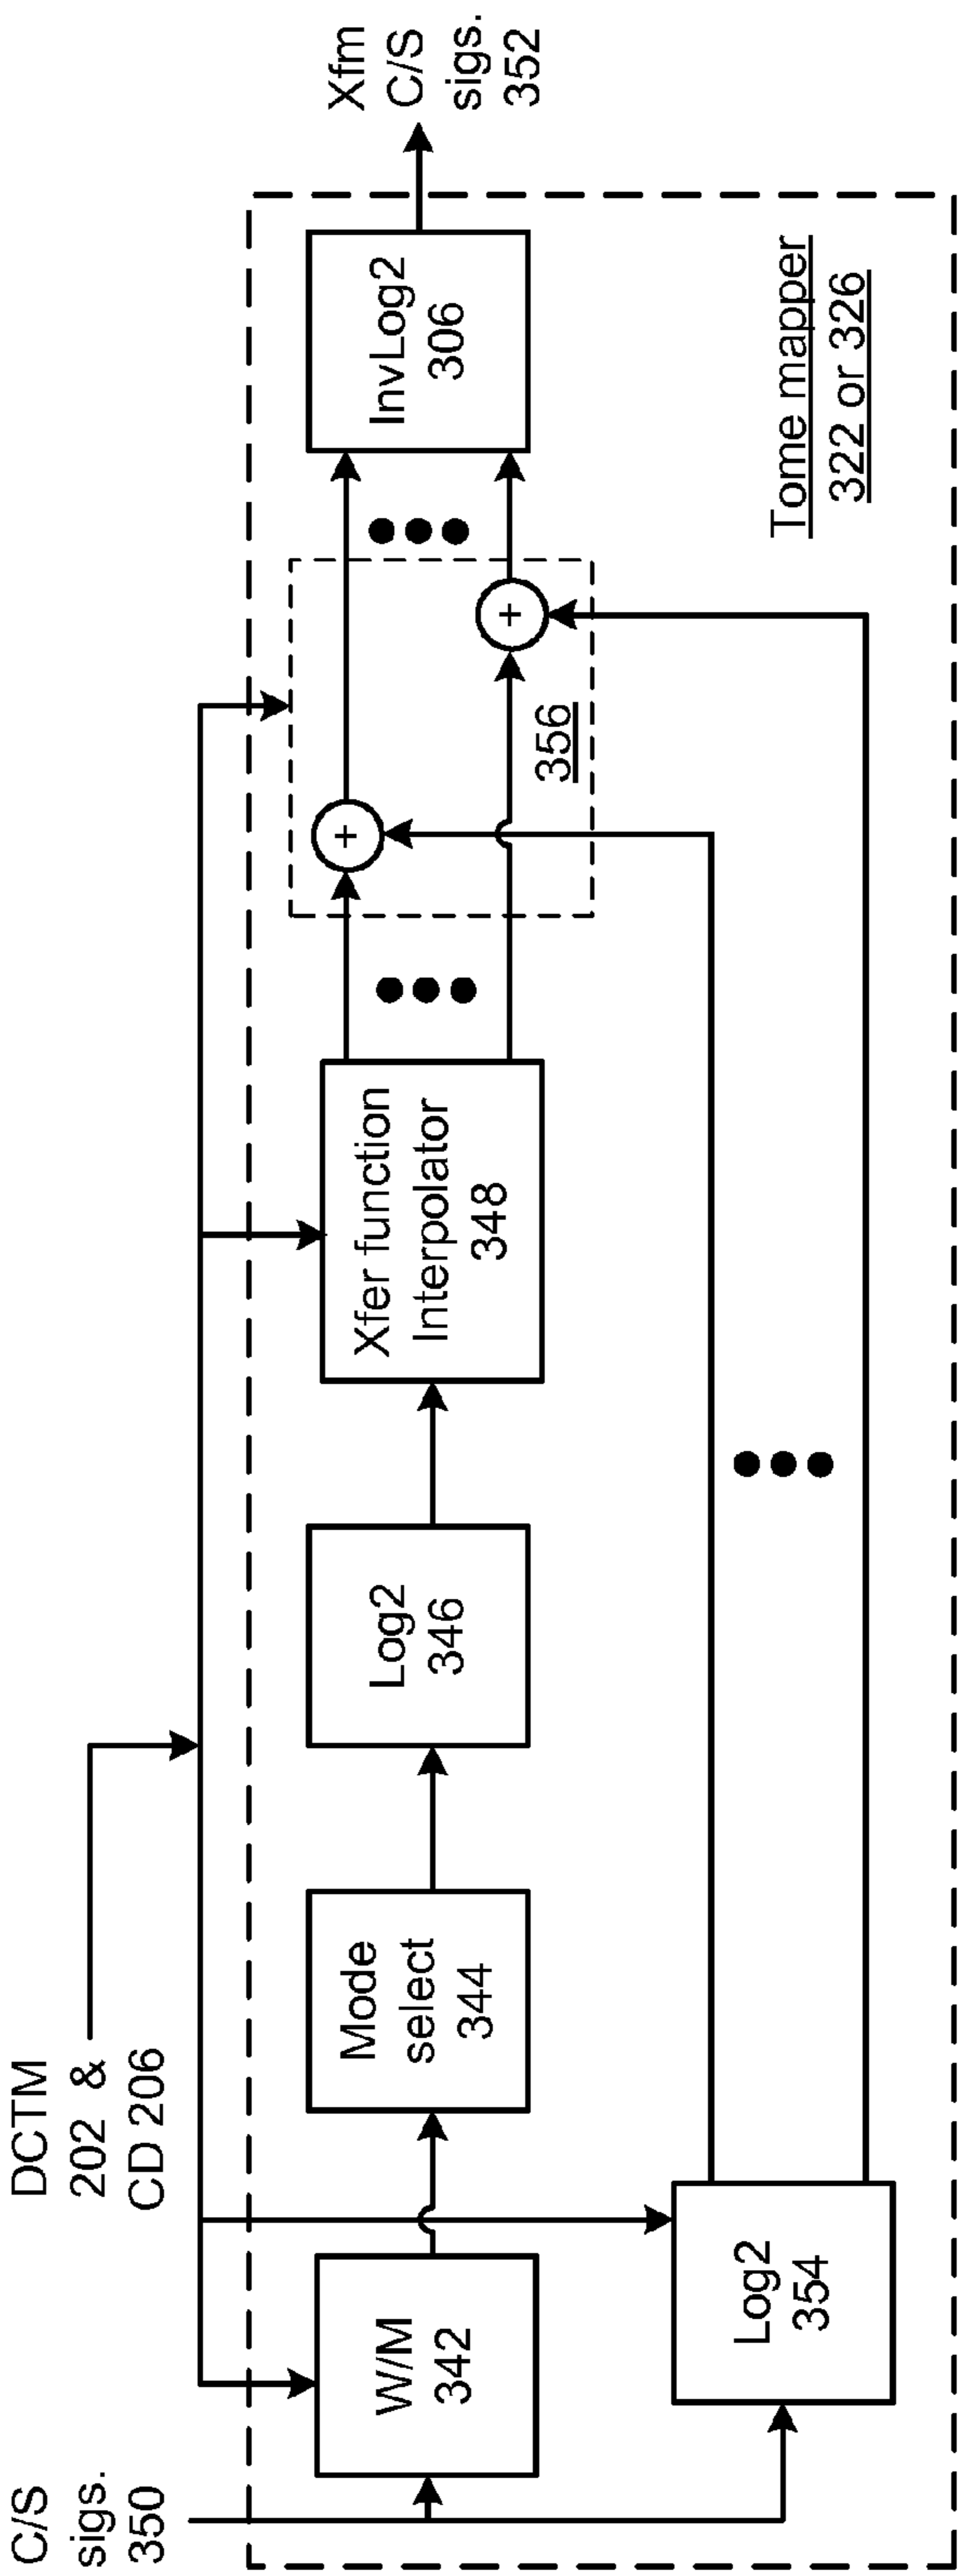 C/S
sigs.
350
DCTM
202 &
CD 206
W/M
342
Mode
select
344
Log2
346
Xfer function
Interpolator
348
+
+
356
InvLog2
306
Xfm
C/S
sigs.
352
Log2
354
Tome mapper
322 or 326